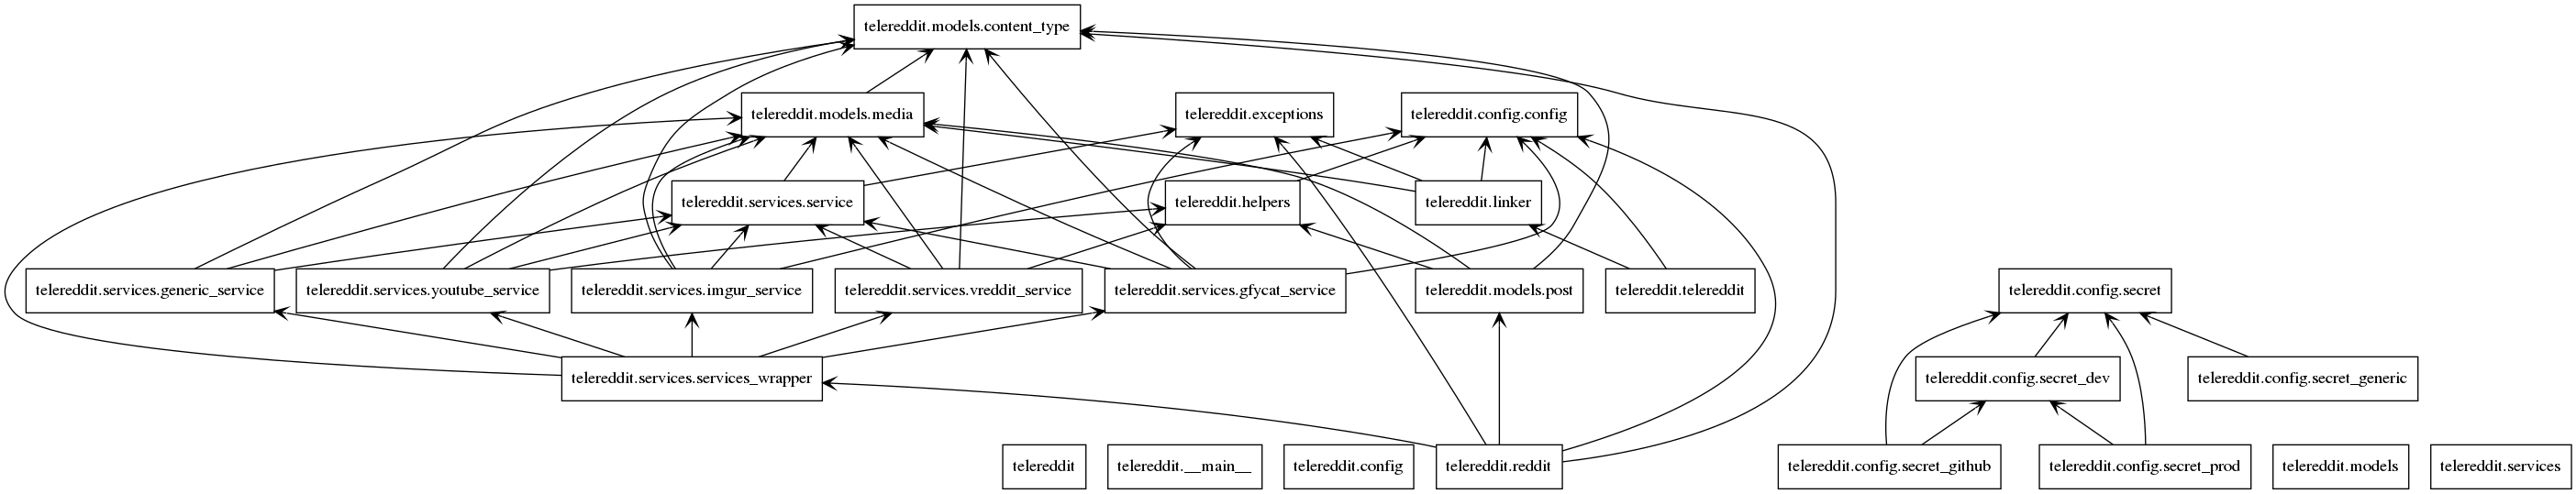 telereddit.models.content_type
telereddit.models.media
telereddit.exceptions
telereddit.config.config
telereddit.services.service
telereddit.helpers
telereddit.linker
telereddit.services.generic_service
telereddit.services.youtube_service
telereddit.services.imgur_service
telereddit.services.vreddit_service
telereddit.services.gfycat_service
telereddit.models.post
telereddit.telereddit
telereddit.config.secret
telereddit.services.services_wrapper
telereddit.config.secret_dev
telereddit.config.secret_generic
telereddit
telereddit.__main__
telereddit.config
telereddit.reddit
telereddit.config.secret_github
telereddit.config.secret_prod
telereddit.models
telereddit.services